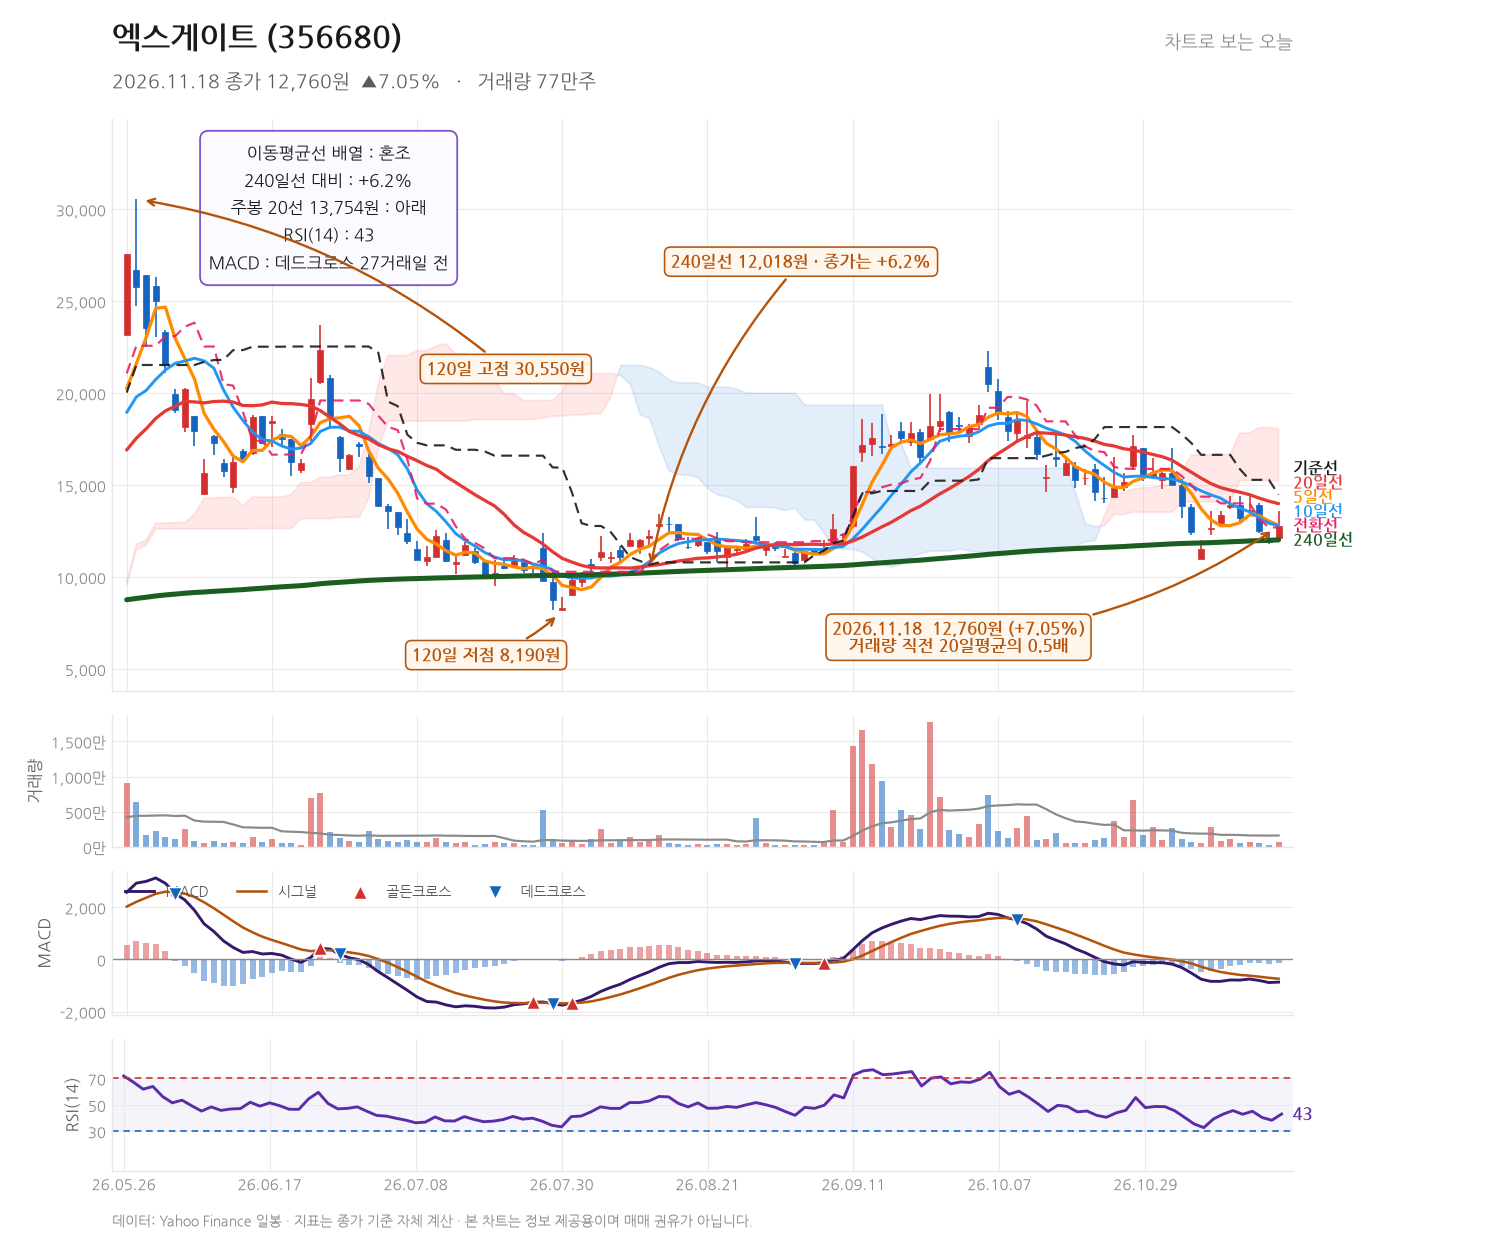 엑스게이트 (356680)
차트로 보는 오늘
2026.11.18 종가 12,760원 ▲7.05% · 거래량 77만주
이동평균선 배열 : 혼조
240일선 대비 : +6.2%
주봉 20선 13,754원 : 아래
RSI(14) : 43
MACD : 데드크로스 27거래일 전
240일선 12,018원 · 종가는 +6.2%
120일 고점 30,550원
120일 저점 8,190원
2026.11.18 12,760원 (+7.05%)
거래량 직전 20일평균의 0.5배
30,000
25,000
20,000
15,000
10,000
5,000
기준선
20일선
5일선
10일선
전환선
240일선
거래량
1,500만
1,000만
500만
0만
MACD
MACD
시그널
골든크로스
데드크로스
2,000
0
-2,000
RSI(14)
70
50
30
43
26.05.26
26.06.17
26.07.08
26.07.30
26.08.21
26.09.11
26.10.07
26.10.29
데이터: Yahoo Finance 일봉 · 지표는 종가 기준 자체 계산 · 본 차트는 정보 제공용이며 매매 권유가 아닙니다.